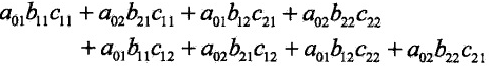 a₀₁b₁₁c₁₁ + a₀₂b₂₁c₁₁ + a₀₁b₁₂c₂₁ + a₀₂b₂₂c₂₂
+ a₀₁b₁₁c₁₂ + a₀₂b₂₁c₁₂ + a₀₁b₁₂c₂₂ + a₀₂b₂₂c₂₁